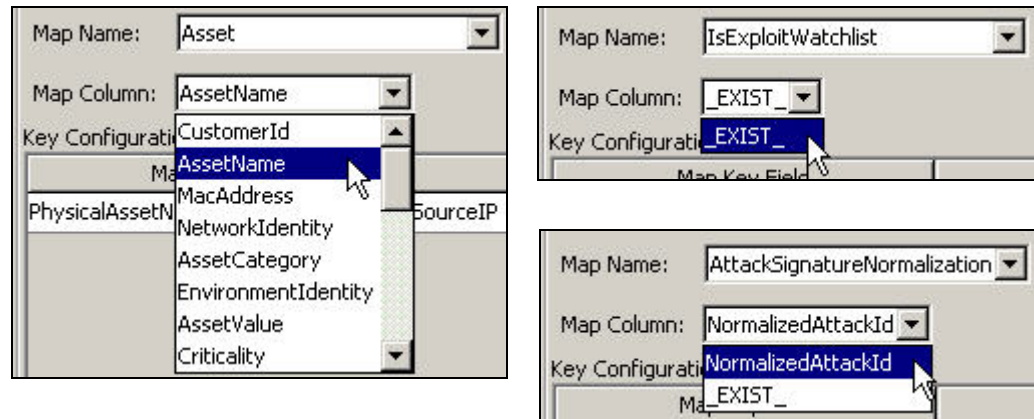 Map Name: Asset
Map Column: AssetName
Key Configurati
CustomerId
AssetName
MacAddress
PhysicalAssetN
SourceIP
NetworkIdentity
AssetCategory
EnvironmentIdentity
AssetValue
Criticality
Map Name: IsExploitWatchlist
Map Column: _EXIST_
Key Configurati
_EXIST_
Map Key Field
Map Name: AttackSignatureNormalization
Map Column: NormalizedAttackId
Key Configurati
NormalizedAttackId
_EXIST_